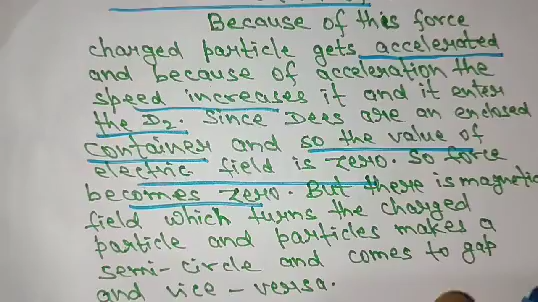 Because of this force
charged particle gets accelerated
and because of acceleration the
speed increases it and it enter
the D2. Since Dees are an enclosed
container and so the value of
electric field is zero. So force
becomes zero. But there is magnetic
field which turns the charged
particle and particles makes a
semi-circle and comes to gap
and vice-versa.